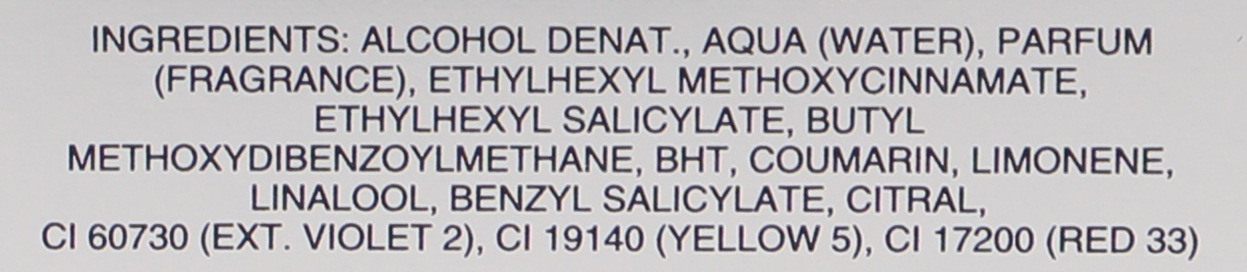 INGREDIENTS: ALCOHOL DENAT., AQUA (WATER), PARFUM
(FRAGRANCE), ETHYLHEXYL METHOXYCINNAMATE,
ETHYLHEXYL SALICYLATE, BUTYL
METHOXYDIBENZOYLMETHANE, BHT, COUMARIN, LIMONENE,
LINALOOL, BENZYL SALICYLATE, CITRAL,
CI 60730 (EXT. VIOLET 2), CI 19140 (YELLOW 5), CI 17200 (RED 33)